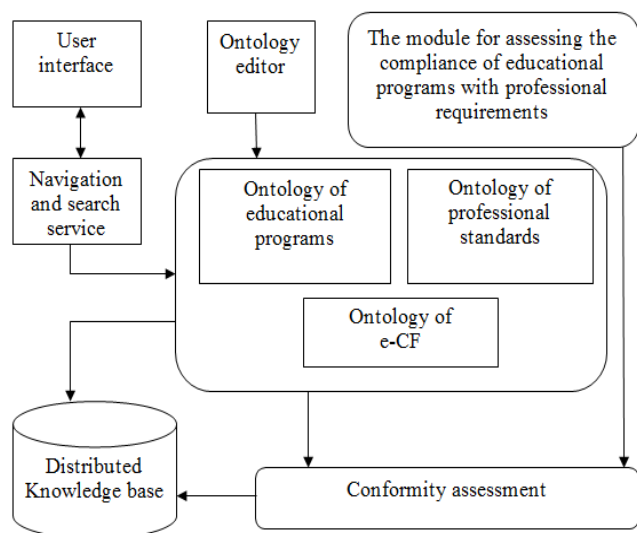 User
interface
Ontology
editor
The module for assessing the
compliance of educational
programs with professional
requirements
Navigation
and search
service
Ontology of
educational
programs
Ontology of
professional
standards
Ontology of
e-CF
Distributed
Knowledge base
Conformity assessment